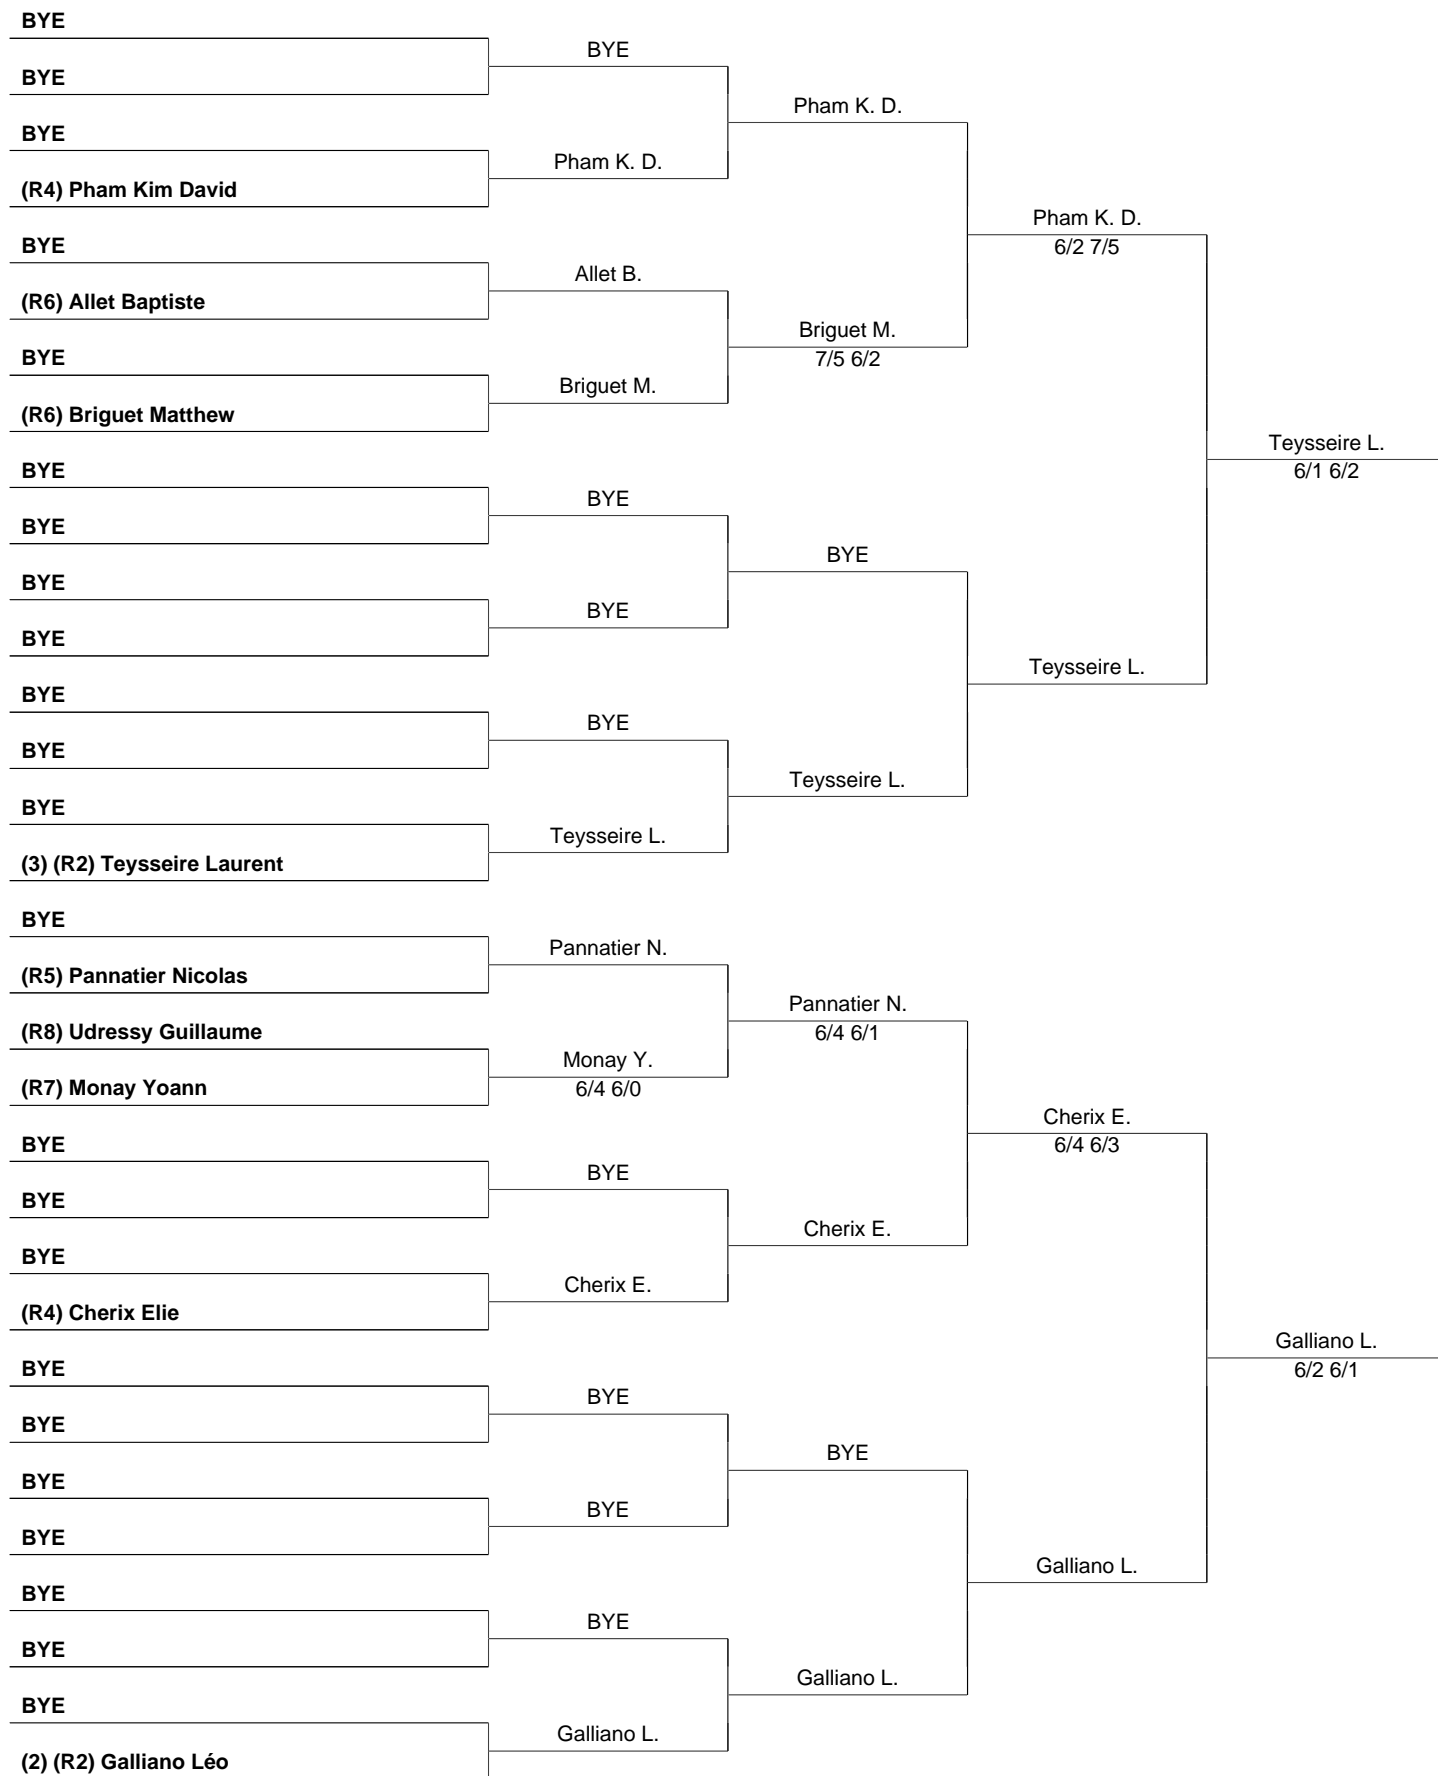 BYE
BYE
BYE
BYE
Pham K. D.
BYE
Pham K. D.
(R4) Pham Kim David
Pham K. D.
6/2 7/5
BYE
Allet B.
(R6) Allet Baptiste
Briguet M.
7/5 6/2
BYE
Briguet M.
(R6) Briguet Matthew
Teysseire L.
6/1 6/2
BYE
BYE
BYE
BYE
BYE
BYE
BYE
Teysseire L.
BYE
BYE
BYE
Teysseire L.
BYE
Teysseire L.
(3) (R2) Teysseire Laurent
BYE
Pannatier N.
(R5) Pannatier Nicolas
Pannatier N.
6/4 6/1
(R8) Udressy Guillaume
Monay Y.
6/4 6/0
(R7) Monay Yoann
Cherix E.
6/4 6/3
BYE
BYE
BYE
Cherix E.
BYE
Cherix E.
(R4) Cherix Elie
Galliano L.
6/2 6/1
BYE
BYE
BYE
BYE
BYE
BYE
BYE
Galliano L.
BYE
BYE
BYE
Galliano L.
BYE
Galliano L.
(2) (R2) Galliano Léo